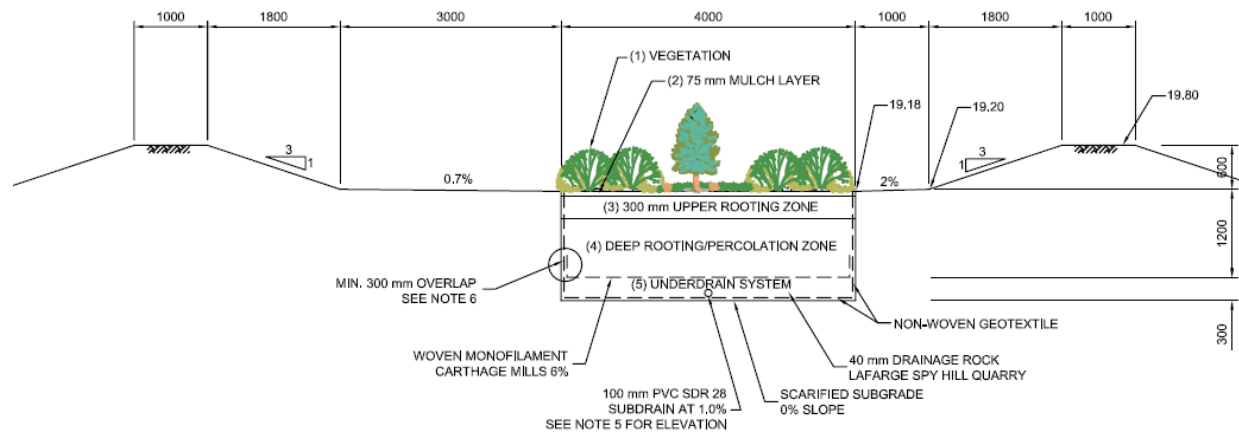 1000
1800
3000
4000
1000
1800
1000
(1) VEGETATION
(2) 75 mm MULCH LAYER
19.18
19.20
19.80
3
1
3
1
0.7%
2%
600
(3) 300 mm UPPER ROOTING ZONE
(4) DEEP ROOTING/PERCOLATION ZONE
1200
MIN. 300 mm OVERLAP
SEE NOTE 6
(5) UNDERDRAIN SYSTEM
300
NON-WOVEN GEOTEXTILE
WOVEN MONOFILAMENT
CARTHAGE MILLS 6%
40 mm DRAINAGE ROCK
LAFARGE SPY HILL QUARRY
100 mm PVC SDR 28
SUBDRAIN AT 1.0%
SEE NOTE 5 FOR ELEVATION
SCARIFIED SUBGRADE
0% SLOPE